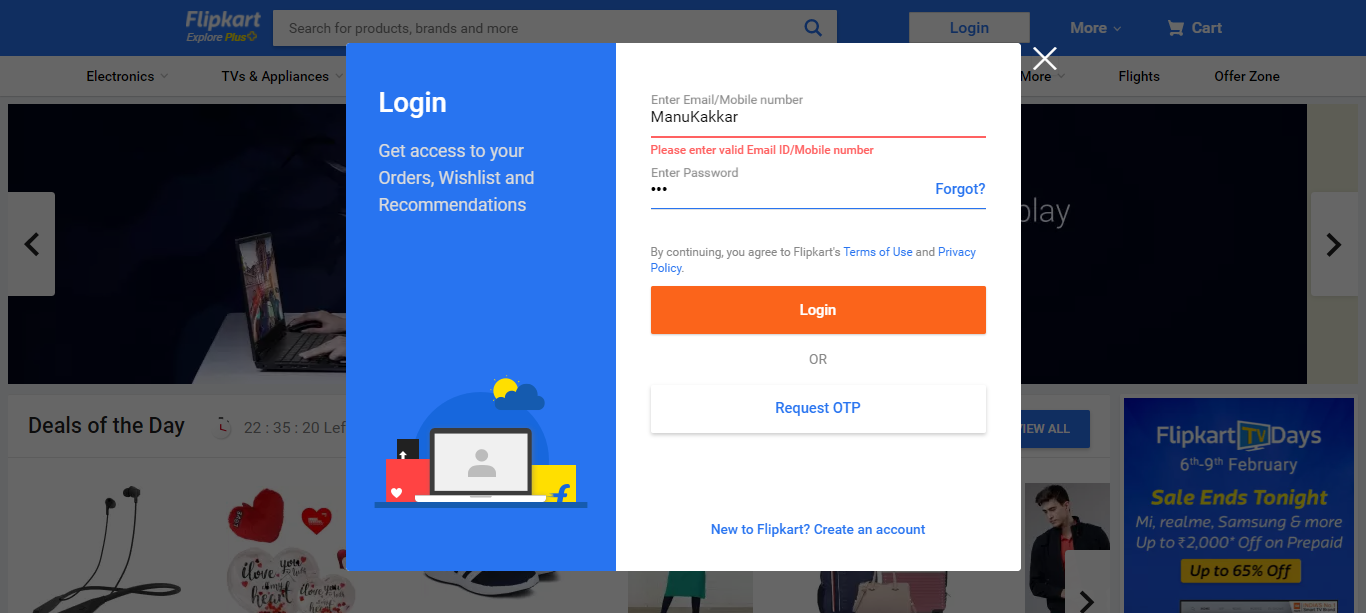 Flipkart
Explore Plus
Search for products, brands and more
Login
More
Cart
Electronics
TVs & Appliances
More
Flights
Offer Zone
Login
Get access to your
Orders, Wishlist and
Recommendations
Enter Email/Mobile number
ManuKakkar
Please enter valid Email ID/Mobile number
Enter Password
•••
Forgot?
By continuing, you agree to Flipkart's Terms of Use and Privacy
Policy.
Login
OR
Request OTP
New to Flipkart? Create an account
play
Deals of the Day
22 : 35 : 20 Lef
VIEW ALL
Flipkart TV Days
6th-9th February
Sale Ends Tonight
Mi, realme, Samsung & more
Up to ₹2,000* Off on Prepaid
Up to 65% Off
i love you
heart